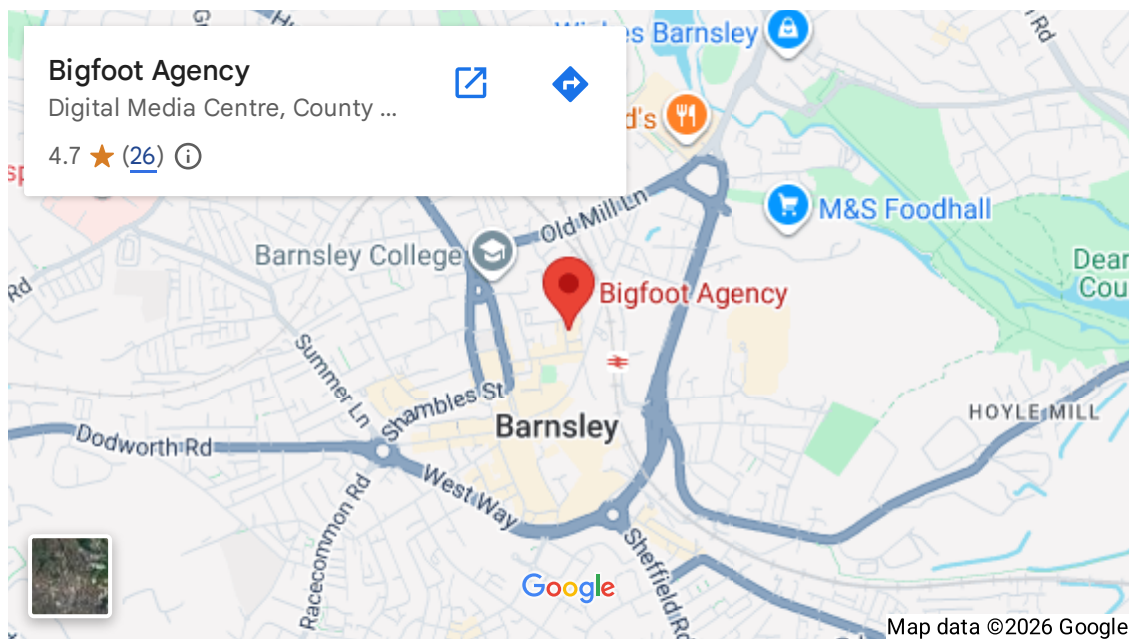 Bigfoot Agency
Digital Media Centre, County ...
4.7 ★ (26)
Barnsley
Rd
M&S Foodhall
Old Mill Ln
Barnsley College
Bigfoot Agency
Rd
Summer Ln
Shambles St
Barnsley
HOYLE MILL
Dodworth Rd
West Way
Racecommon Rd
Sheffield Rd
Google
Map data ©2026 Google